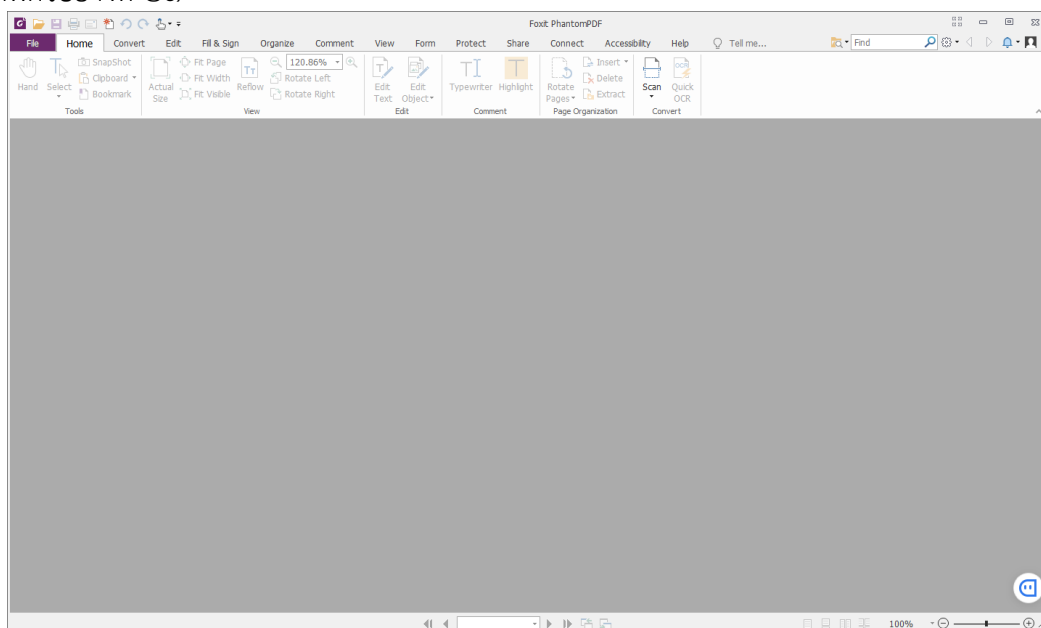 Foxit PhantomPDF
File Home Convert Edit Fill & Sign Organize Comment View Form Protect Share Connect Accessibility Help Tell me... Find
SnapShot Fit Page 120.86% Insert
Clipboard Fit Width Rotate Left Delete
Hand Select Bookmark Actual Size Fit Visible Reflow Rotate Right Edit Text Edit Object Typewriter Highlight Rotate Pages Extract Scan Quick OCR
Tools View Edit Comment Page Organization Convert
100%